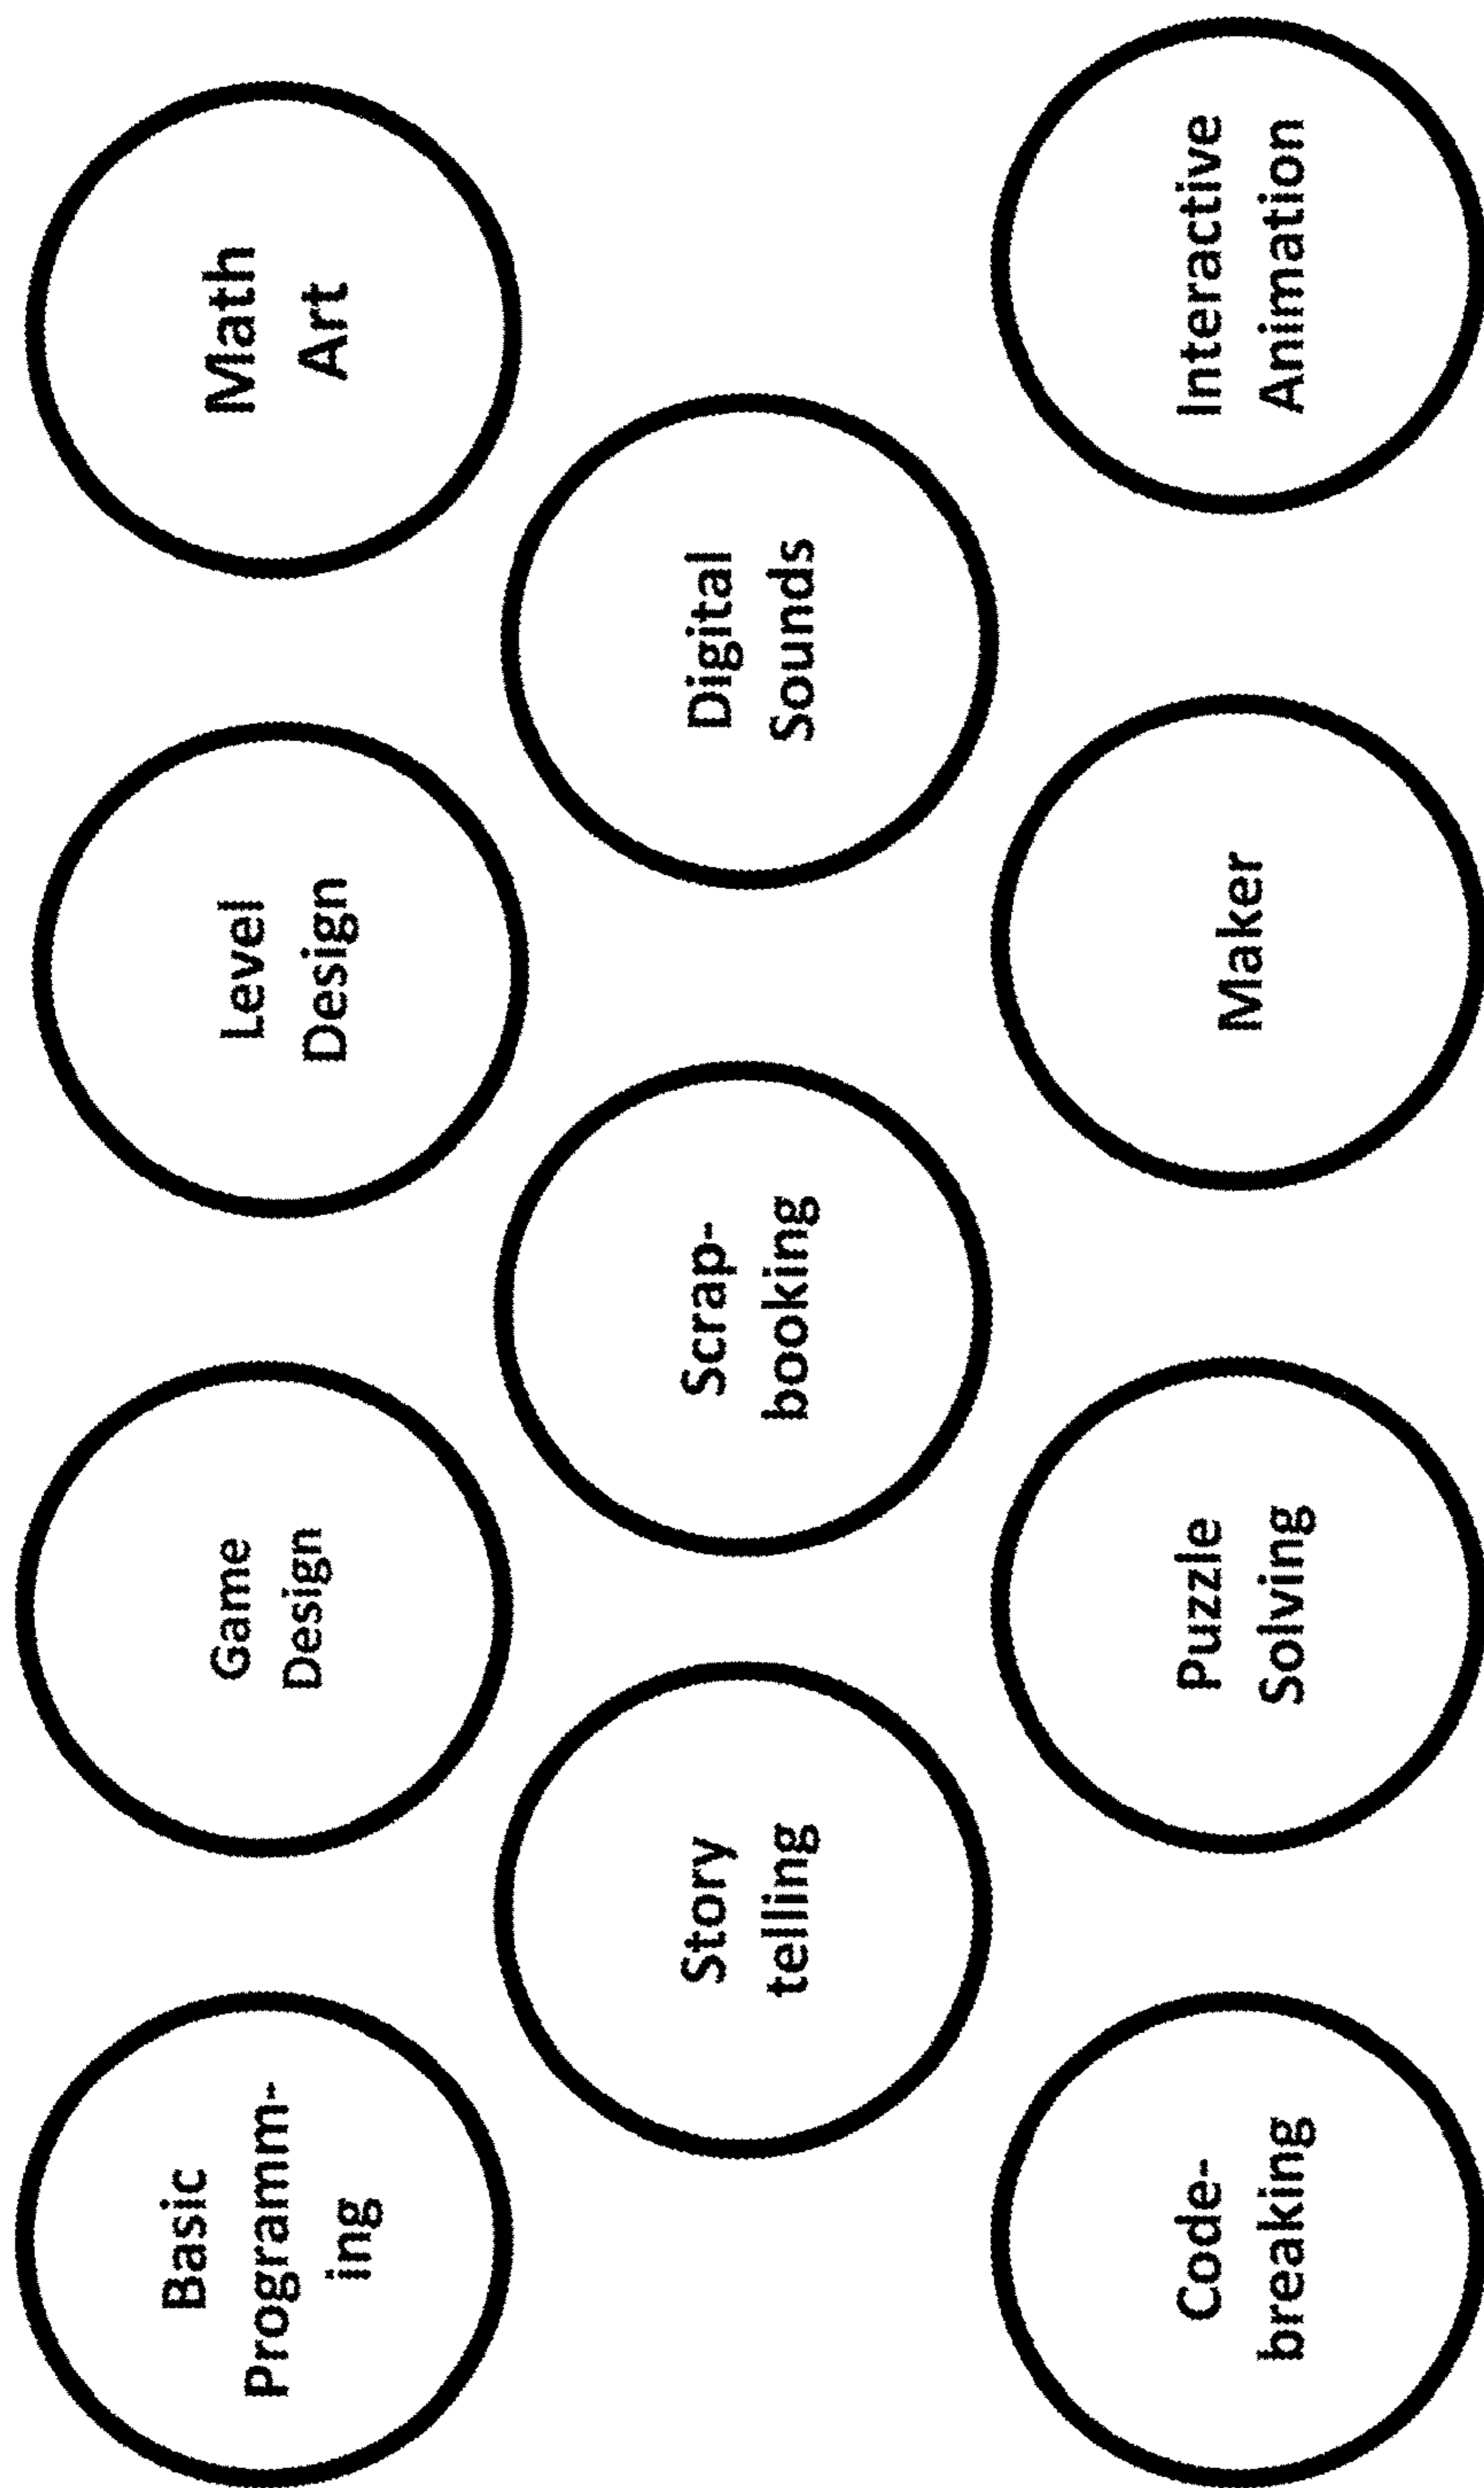 Basic
Programm-
ing
Game
Design
Level
Design
Math
Art
Story
telling
Scrap-
booking
Digital
Sounds
Code-
breaking
Puzzle
Solving
Maker
Interactive
Animation